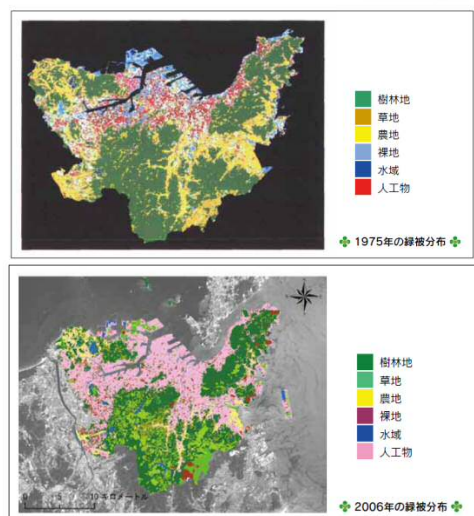 樹林地
草地
農地
裸地
水域
人工物
1975年の緑被分布
樹林地
草地
農地
裸地
水域
人工物
10 キロメートル
2006年の緑被分布